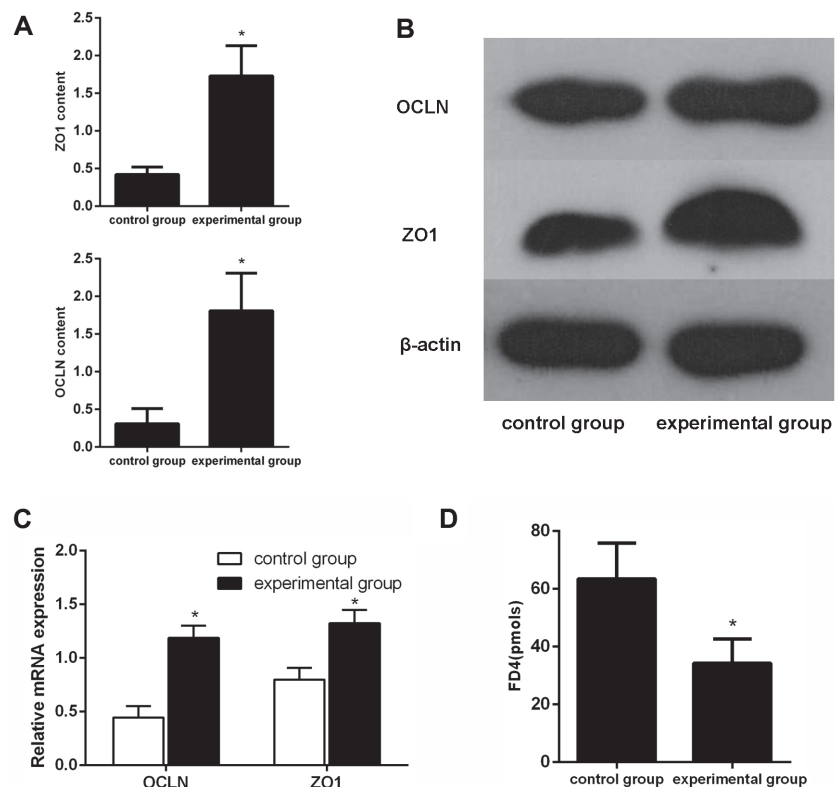 A
2.5
2.0
1.5
1.0
0.5
0.0
ZO1 content
*
control group experimental group
2.5
2.0
1.5
1.0
0.5
0.0
OCLN content
*
control group experimental group
B
OCLN
ZO1
β-actin
control group experimental group
C
2.0
1.5
1.0
0.5
0.0
Relative mRNA expression
control group
experimental group
*
*
OCLN ZO1
D
80
60
40
20
0
FD4(pmols)
*
control group experimental group